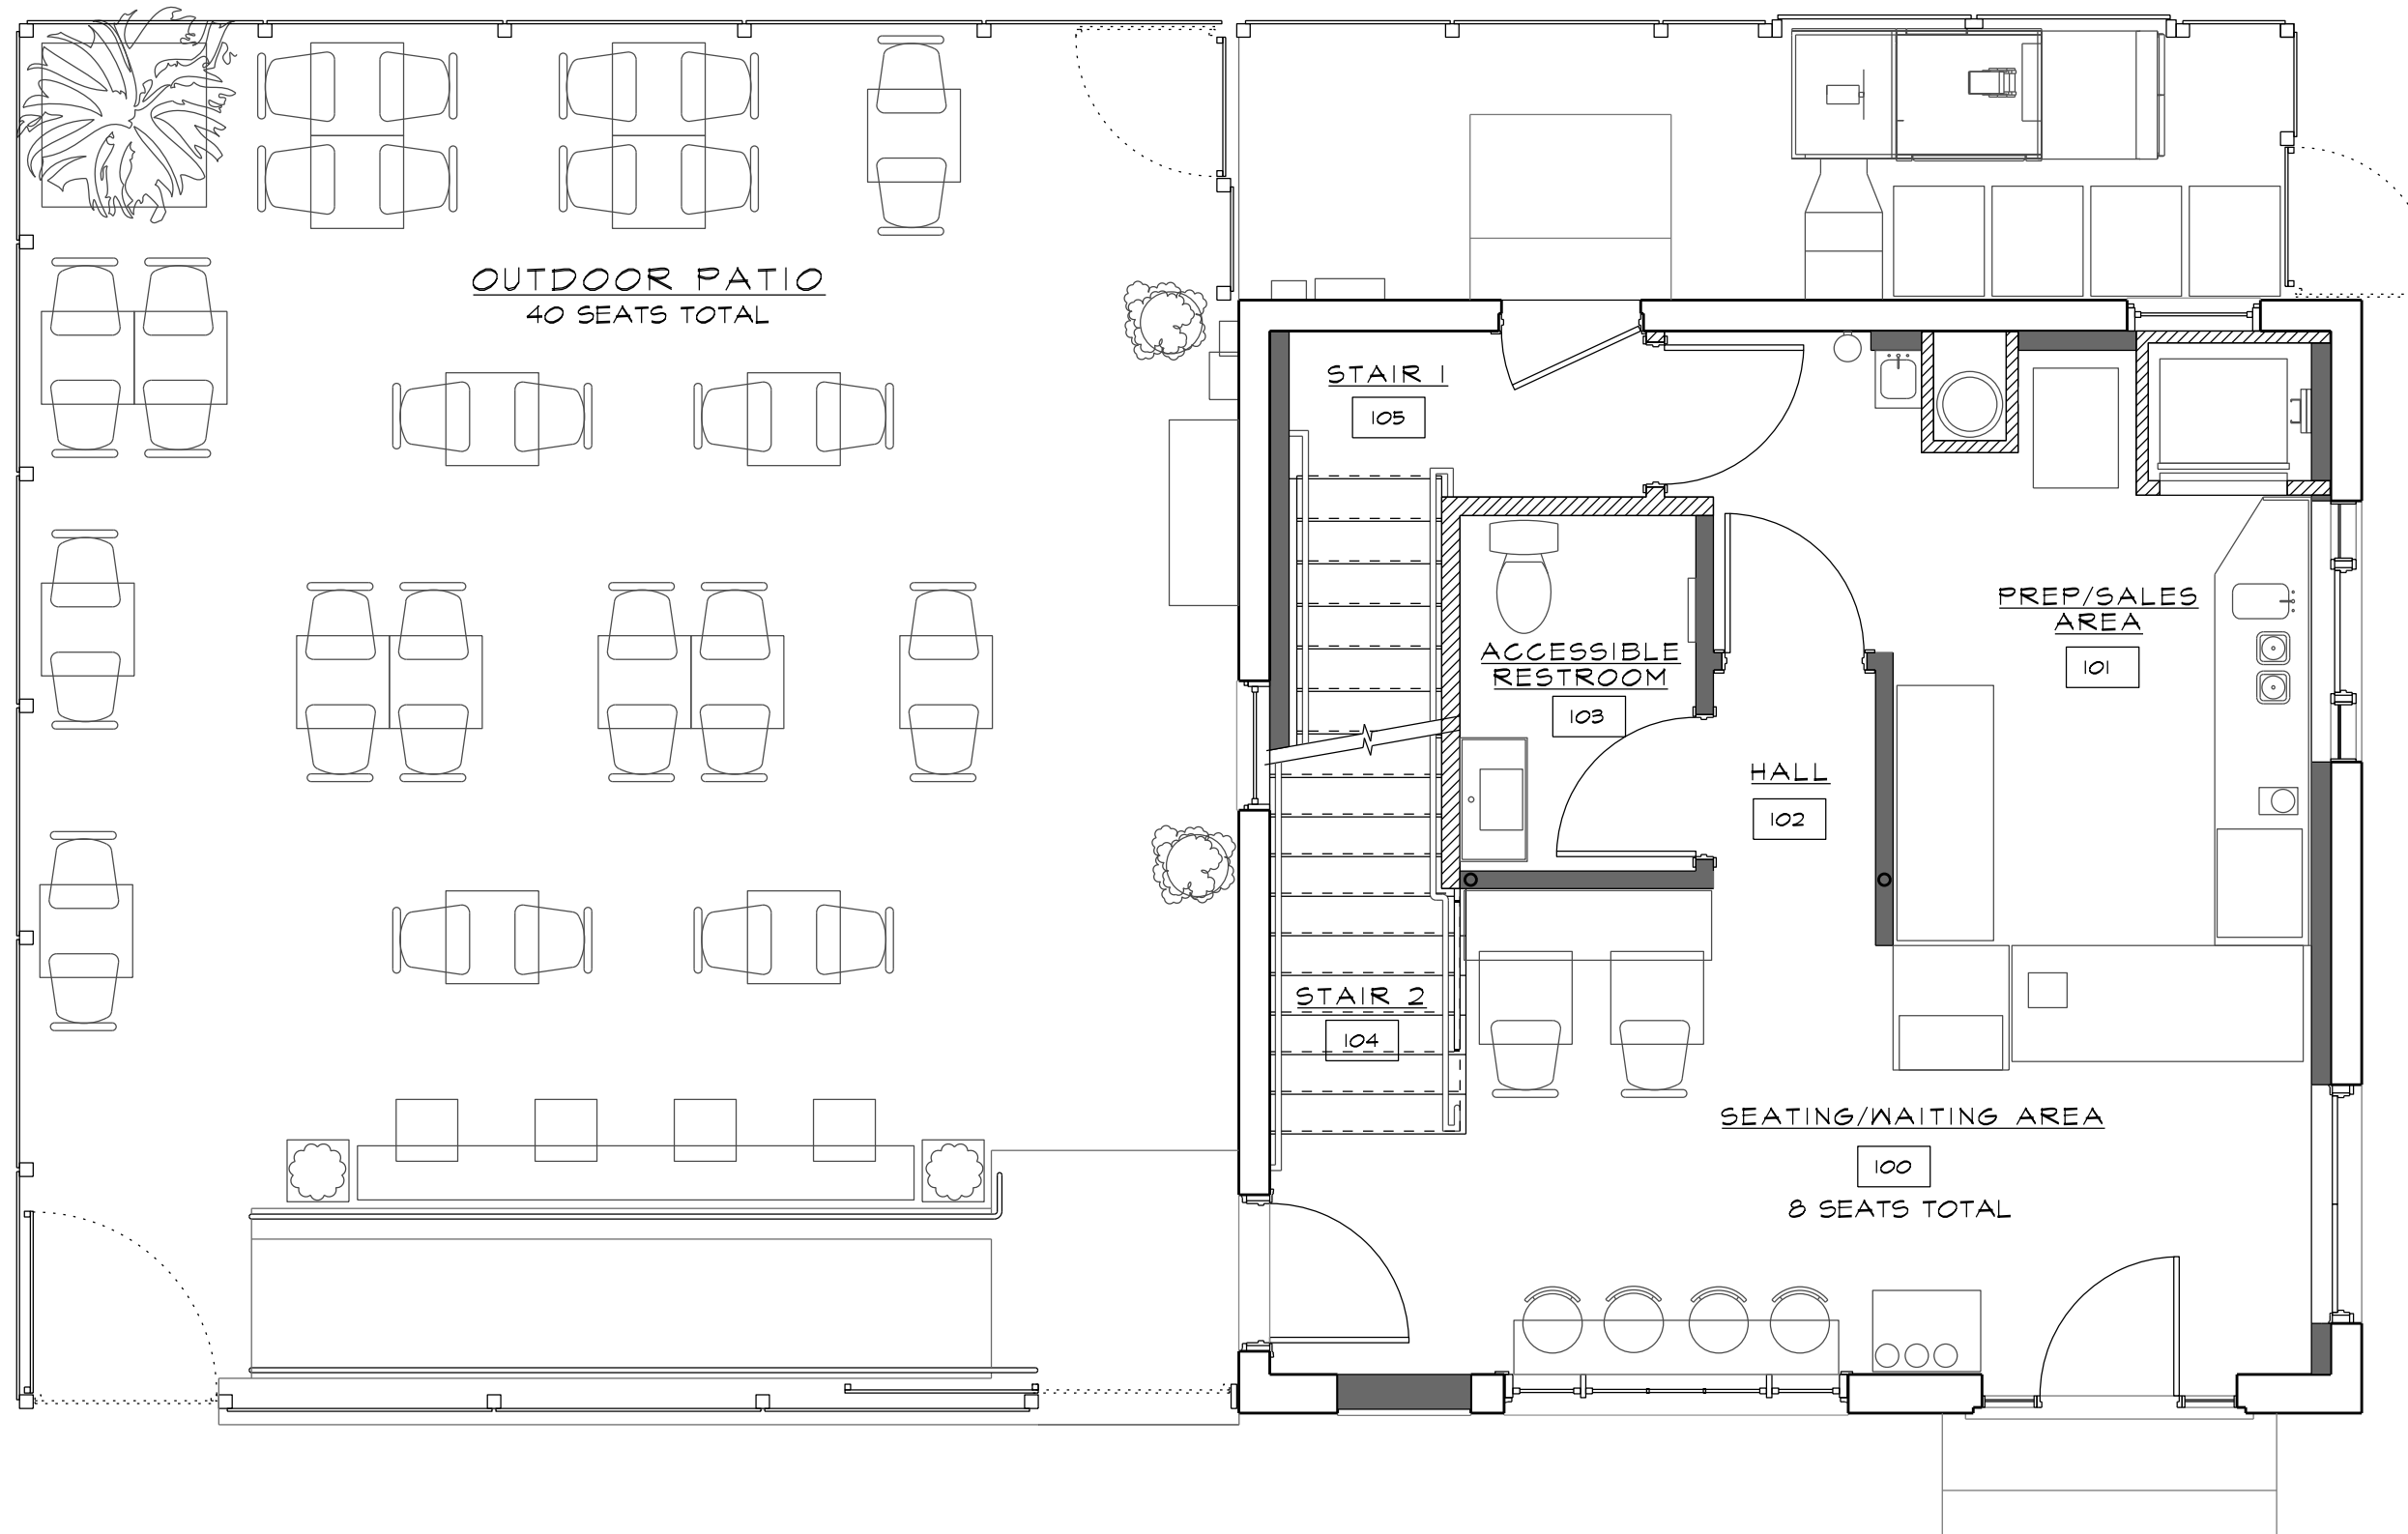 OUTDOOR PATIO
40 SEATS TOTAL
STAIR 1
105
ACCESSIBLE
RESTROOM
103
PREP/SALES
AREA
101
HALL
102
STAIR 2
104
SEATING/WAITING AREA
100
8 SEATS TOTAL